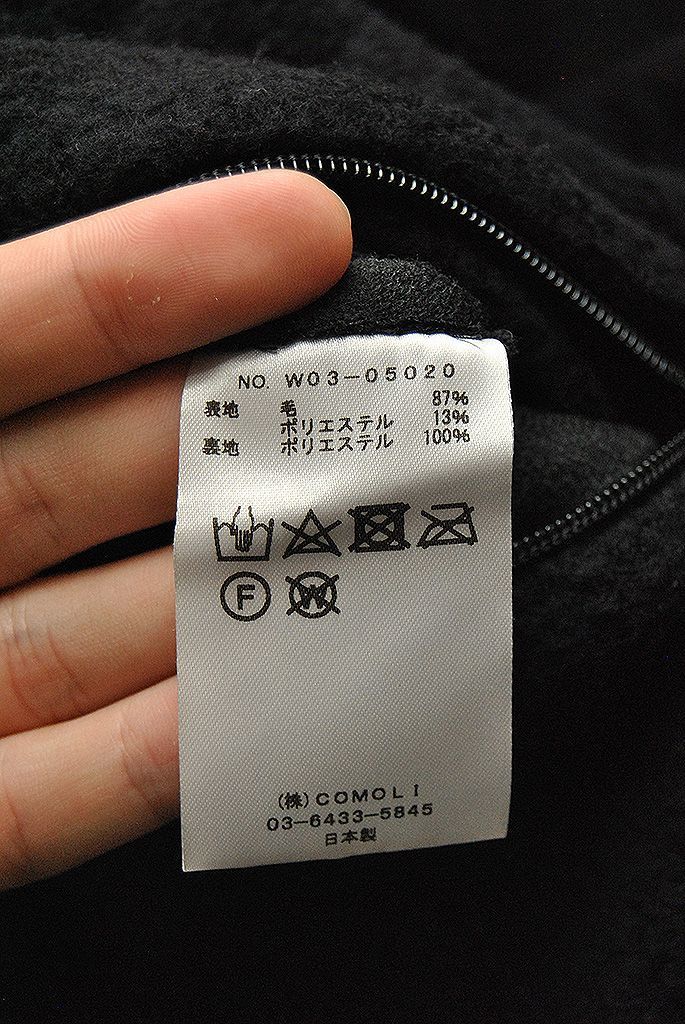 NO. W03-05020
表地 毛 87%
ポリエステル 13%
裏地 ポリエステル 100%
F W
(株)COMOLI
03-6433-5845
日本製